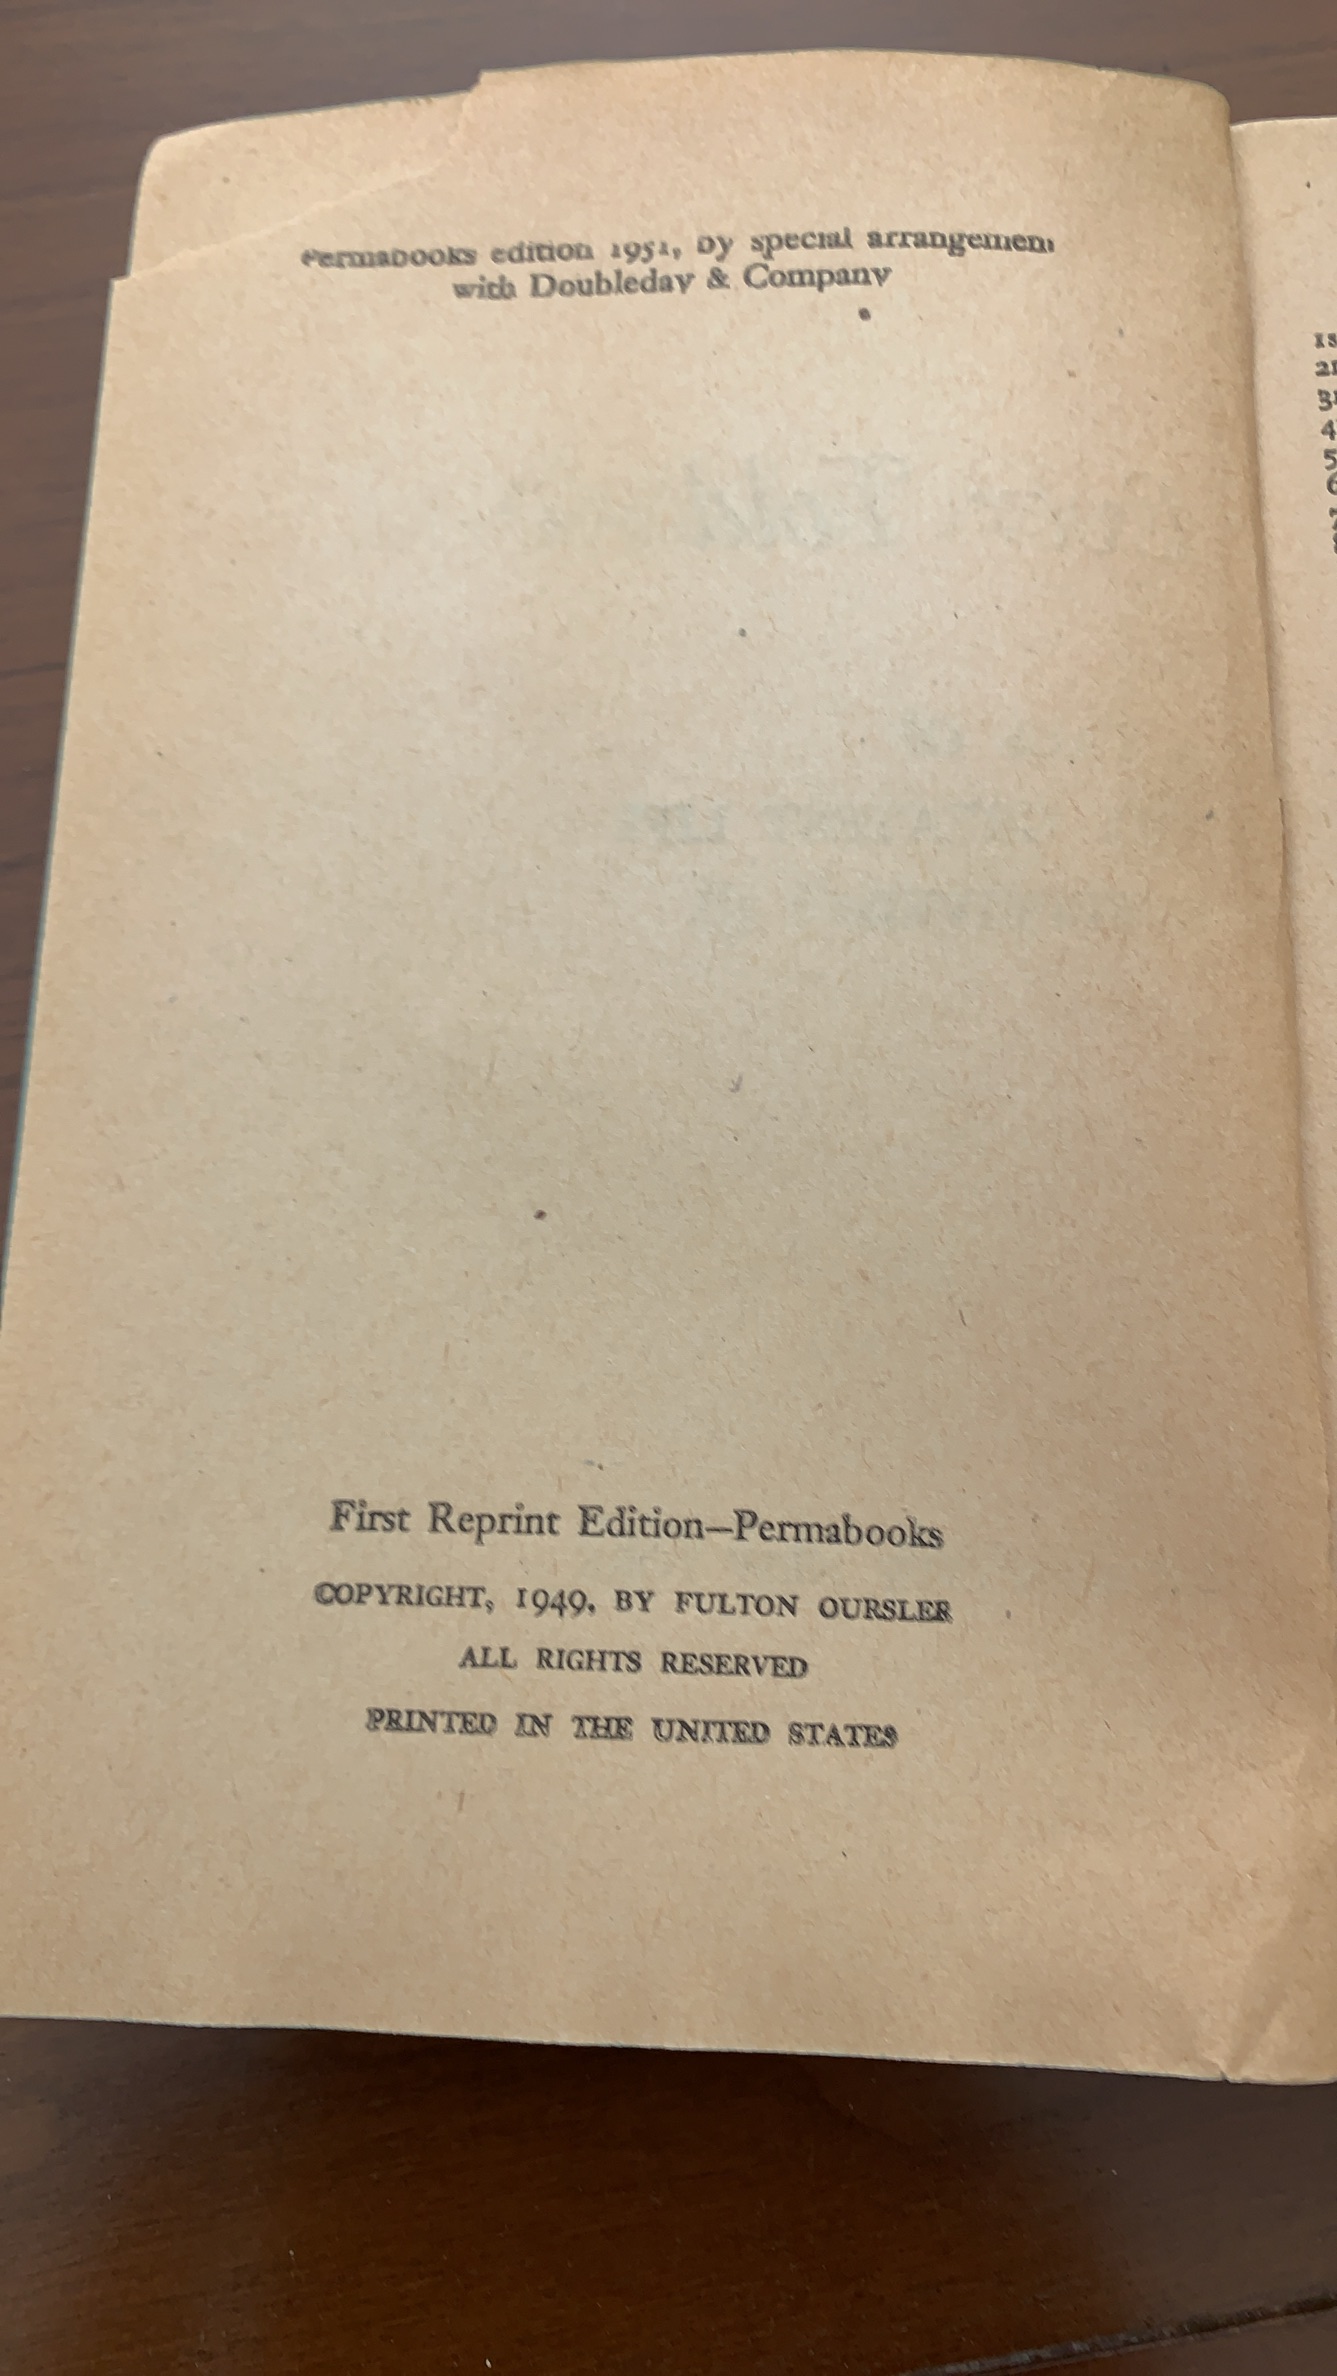 Permabooks edition 1951, by special arrangement
with Doubleday & Company
First Reprint Edition—Permabooks
COPYRIGHT, 1949, BY FULTON OURSLER
ALL RIGHTS RESERVED
PRINTED IN THE UNITED STATES